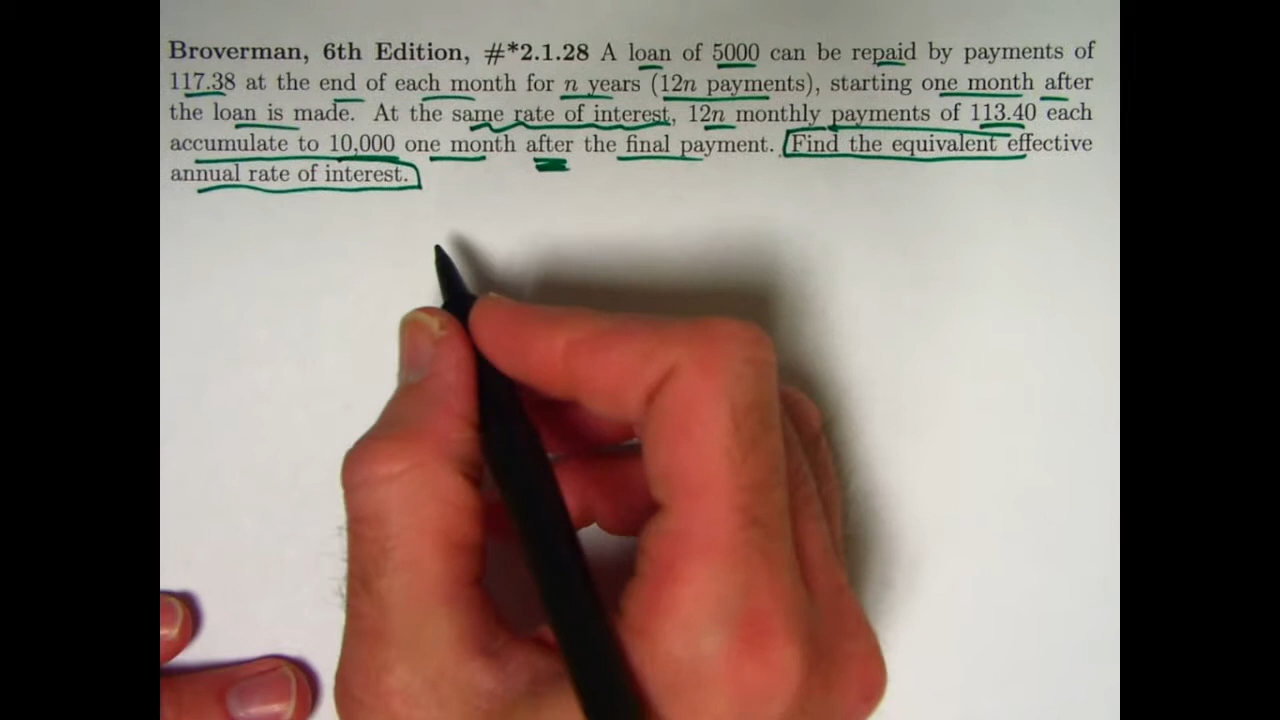 Broverman, 6th Edition, #*2.1.28 A loan of 5000 can be repaid by payments of
117.38 at the end of each month for n years (12n payments), starting one month after
the loan is made. At the same rate of interest, 12n monthly payments of 113.40 each
accumulate to 10,000 one month after the final payment. Find the equivalent effective
annual rate of interest.